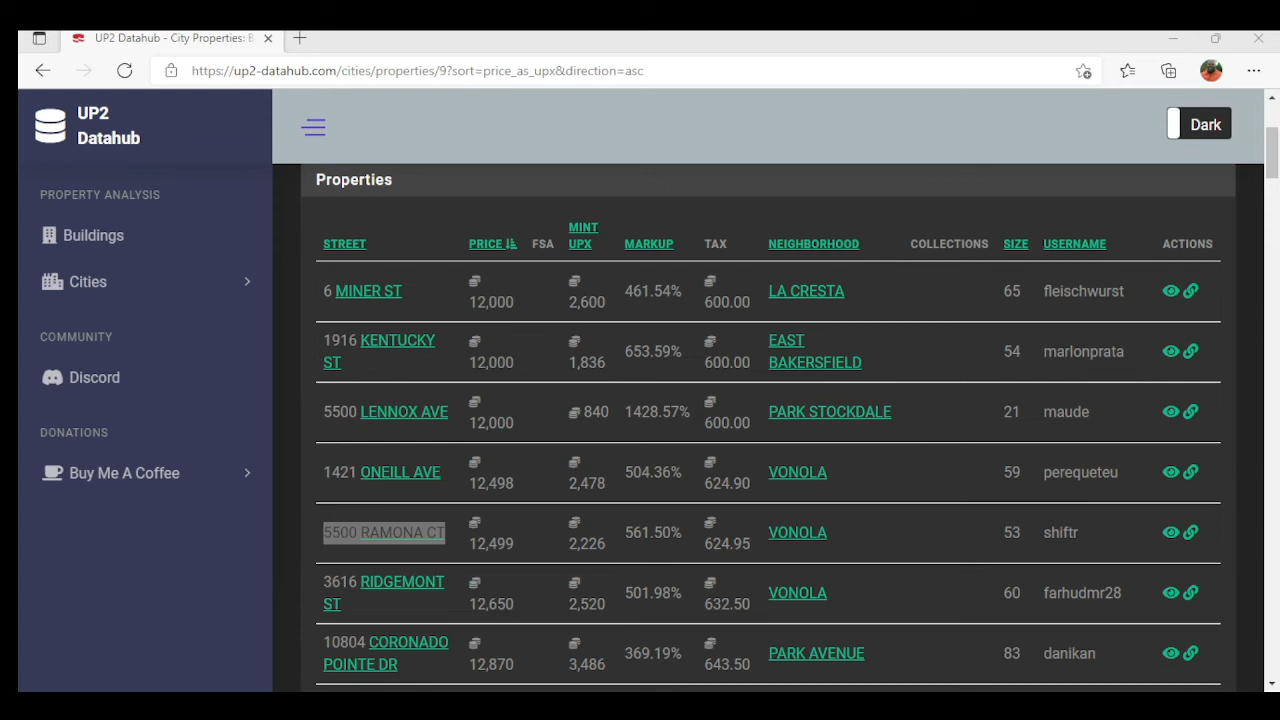 UP2 Datahub - City Properties: B
https://up2-datahub.com/cities/properties/9?sort=price_as_upx&direction=asc
UP2
Datahub
Dark
PROPERTY ANALYSIS
Buildings
Cities
COMMUNITY
Discord
DONATIONS
Buy Me A Coffee
Properties
STREET PRICE FSA MINT UPX MARKUP TAX NEIGHBORHOOD COLLECTIONS SIZE USERNAME ACTIONS
6 MINER ST 12,000 2,600 461.54% 600.00 LA CRESTA 65 fleischwurst
1916 KENTUCKY ST 12,000 1,836 653.59% 600.00 EAST BAKERSFIELD 54 marlonprata
5500 LENNOX AVE 12,000 840 1428.57% 600.00 PARK STOCKDALE 21 maude
1421 ONEILL AVE 12,498 2,478 504.36% 624.90 VONOLA 59 perequeteu
5500 RAMONA CT 12,499 2,226 561.50% 624.95 VONOLA 53 shiftr
3616 RIDGEMONT ST 12,650 2,520 501.98% 632.50 VONOLA 60 farhudmr28
10804 CORONADO POINTE DR 12,870 3,486 369.19% 643.50 PARK AVENUE 83 danikan